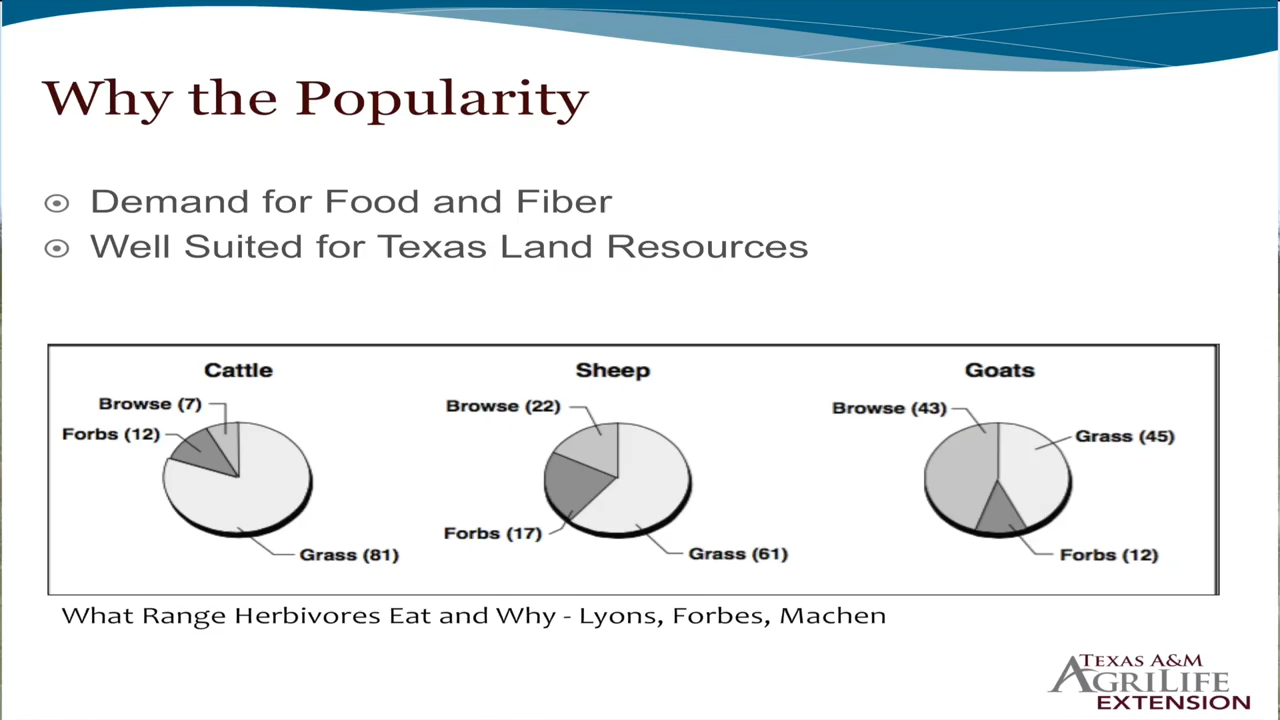 Why the Popularity
Demand for Food and Fiber
Well Suited for Texas Land Resources
Cattle
Browse (7)
Forbs (12)
Grass (81)
Sheep
Browse (22)
Forbs (17)
Grass (61)
Goats
Browse (43)
Grass (45)
Forbs (12)
What Range Herbivores Eat and Why - Lyons, Forbes, Machen
TEXAS A&M
AGRILIFE
EXTENSION